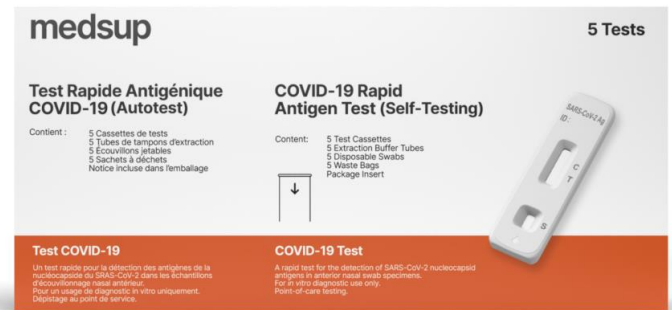 medsup
5 Tests
Test Rapide Antigénique
COVID-19 (Autotest)
Contient :
5 Cassettes de tests
5 Tubes de tampons d'extraction
5 Écouvillons jetables
5 Sachets à déchets
Notice incluse dans l'emballage
COVID-19 Rapid
Antigen Test (Self-Testing)
Content:
5 Test Cassettes
5 Extraction Buffer Tubes
5 Disposable Swabs
5 Waste Bags
Package Insert
SARS-CoV-2 Ag
ID:
C
T
S
Test COVID-19
Un test rapide pour la détection des antigènes de la
nucléocapside du SRAS-CoV-2 dans les échantillons
d'écouvillonnage nasal antérieur.
Pour un usage de diagnostic in vitro uniquement.
Dépistage au point de service.
COVID-19 Test
A rapid test for the detection of SARS-CoV-2 nucleocapsid
antigens in anterior nasal swab specimens.
For in vitro diagnostic use only.
Point-of-care testing.